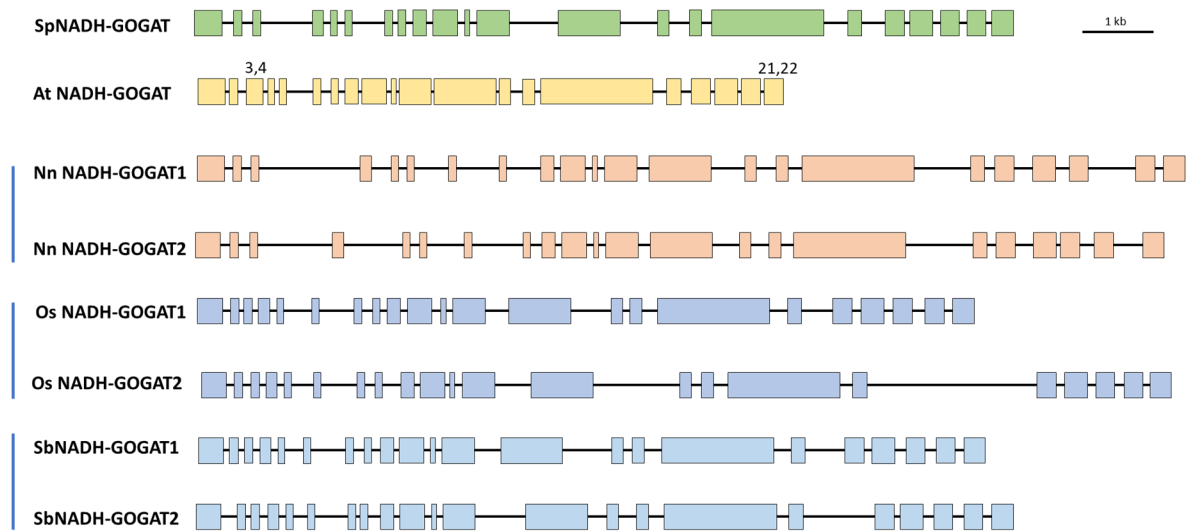 SpNADH-GOGAT
1 kb
3,4
21,22
At NADH-GOGAT
Nn NADH-GOGAT1
Nn NADH-GOGAT2
Os NADH-GOGAT1
Os NADH-GOGAT2
SbNADH-GOGAT1
SbNADH-GOGAT2